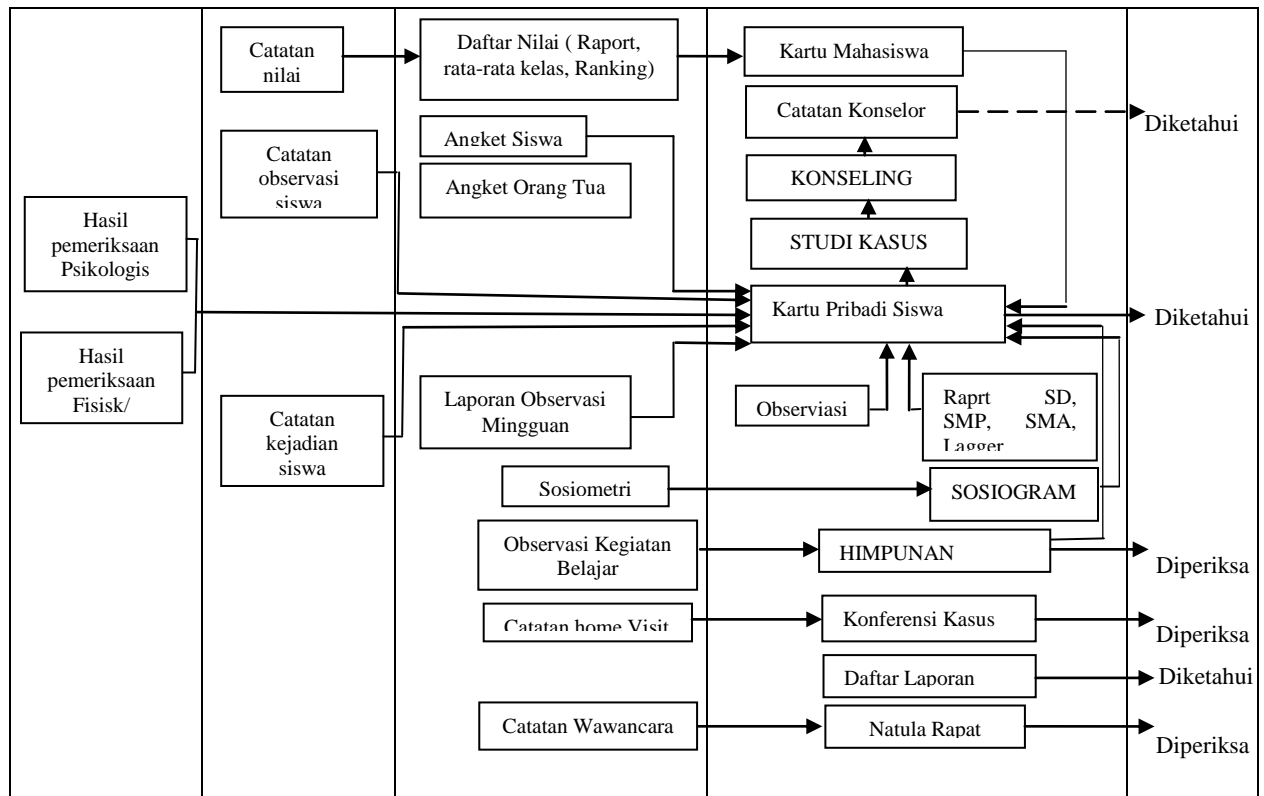 Hasil
pemeriksaan
Psikologis
Hasil
pemeriksaan
Fisisk/
Catatan
nilai
Catatan
observasi
siswa
Catatan
kejadian
siswa
Daftar Nilai ( Raport,
rata-rata kelas, Ranking)
Angket Siswa
Angket Orang Tua
Laporan Observasi
Mingguan
Sosiometri
Observasi Kegiatan
Belajar
Catatan home Visit
Catatan Wawancara
Kartu Mahasiswa
Catatan Konselor
KONSELING
STUDI KASUS
Kartu Pribadi Siswa
Observiasi
Raprt SD,
SMP, SMA,
Lagger
SOSIOGRAM
HIMPUNAN
Konferensi Kasus
Daftar Laporan
Natula Rapat
Diketahui
Diketahui
Diperiksa
Diperiksa
Diketahui
Diperiksa